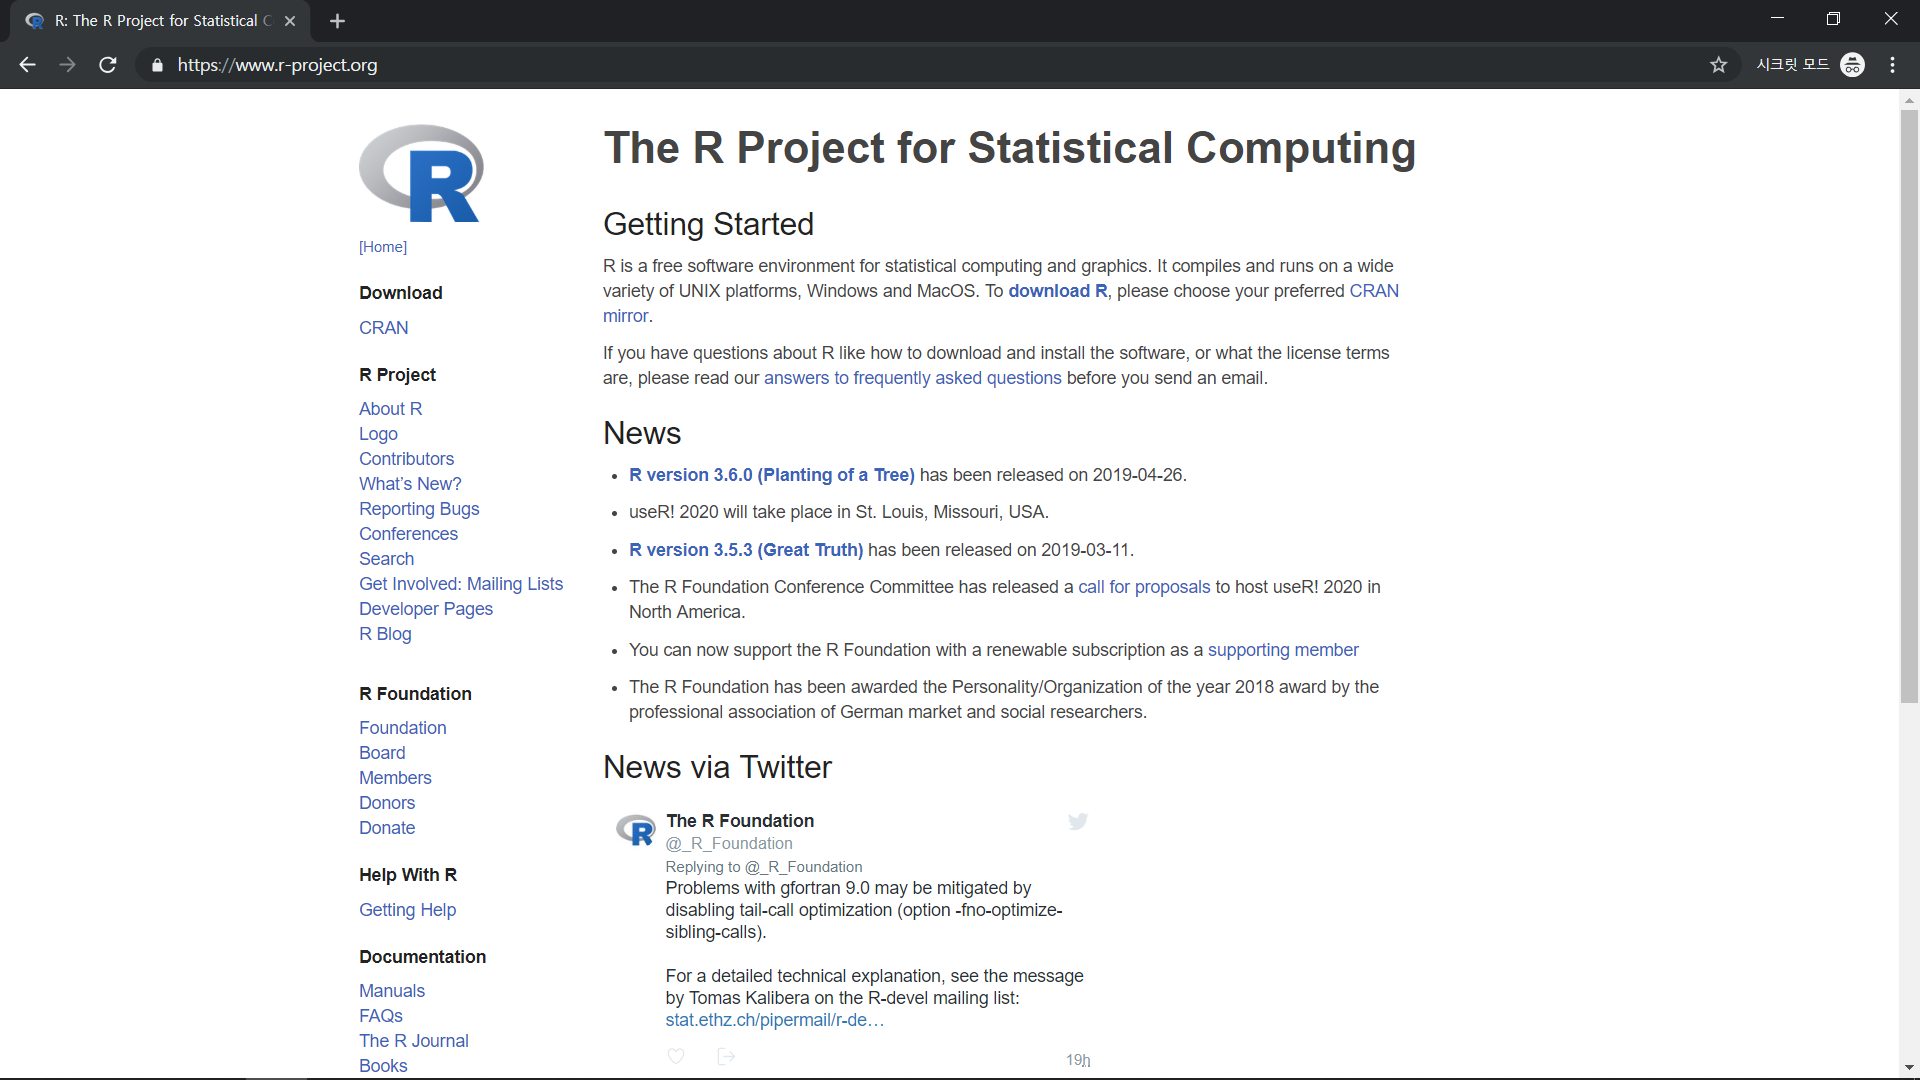 R: The R Project for Statistical C
https://www.r-project.org
시크릿 모드
R
[Home]
Download
CRAN
R Project
About R
Logo
Contributors
What's New?
Reporting Bugs
Conferences
Search
Get Involved: Mailing Lists
Developer Pages
R Blog
R Foundation
Foundation
Board
Members
Donors
Donate
Help With R
Getting Help
Documentation
Manuals
FAQs
The R Journal
Books
The R Project for Statistical Computing
Getting Started
R is a free software environment for statistical computing and graphics. It compiles and runs on a wide
variety of UNIX platforms, Windows and MacOS. To download R, please choose your preferred CRAN
mirror.
If you have questions about R like how to download and install the software, or what the license terms
are, please read our answers to frequently asked questions before you send an email.
News
• R version 3.6.0 (Planting of a Tree) has been released on 2019-04-26.
• useR! 2020 will take place in St. Louis, Missouri, USA.
• R version 3.5.3 (Great Truth) has been released on 2019-03-11.
• The R Foundation Conference Committee has released a call for proposals to host useR! 2020 in
North America.
• You can now support the R Foundation with a renewable subscription as a supporting member
• The R Foundation has been awarded the Personality/Organization of the year 2018 award by the
professional association of German market and social researchers.
News via Twitter
R
The R Foundation
@_R_Foundation
Replying to @_R_Foundation
Problems with gfortran 9.0 may be mitigated by
disabling tail-call optimization (option -fno-optimize-
sibling-calls).
For a detailed technical explanation, see the message
by Tomas Kalibera on the R-devel mailing list:
stat.ethz.ch/pipermail/r-de…
19h